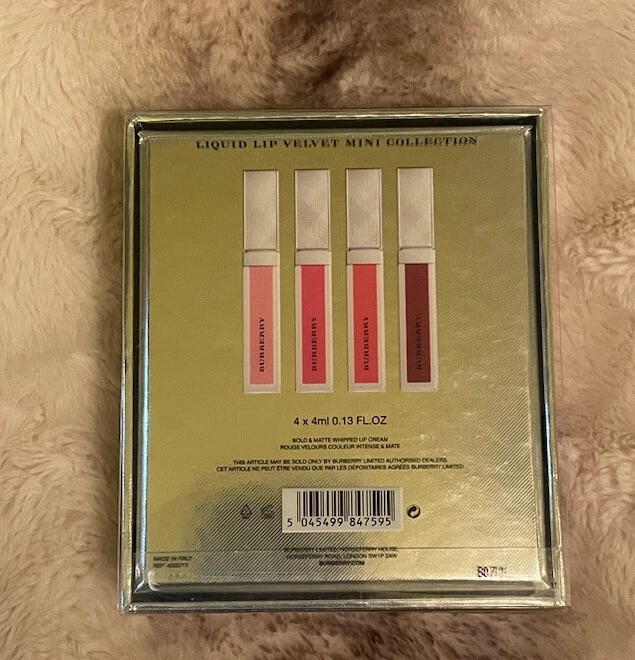 LIQUID LIP VELVET MINI COLLECTION
BURBERRY
BURBERRY
BURBERRY
BURBERRY
4 x 4ml 0.13 FL.OZ
BOLD & MATTE WHIPPED LIP CREAM
ROUGE VELOURS COULEUR INTENSE & MATE
THIS ARTICLE MAY BE SOLD ONLY BY BURBERRY LIMITED AUTHORISED DEALERS.
CET ARTICLE NE PEUT ÊTRE VENDU QUE PAR LES DÉPOSITAIRES AGRÉÉS BURBERRY LIMITED.
5 045499 847595
BURBERRY LIMITED, HORSEFERRY HOUSE,
HORSEFERRY ROAD, LONDON SW1P 2AW
BURBERRY.COM
MADE IN ITALY
REF.